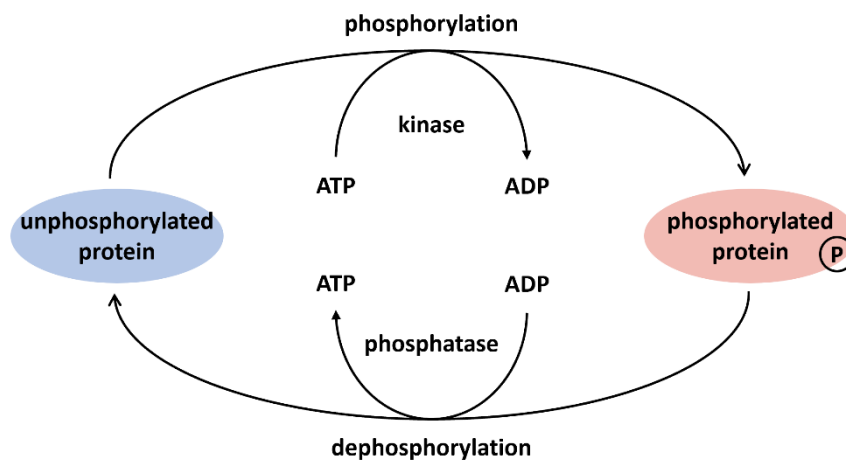 phosphorylation
kinase
ATP
ADP
unphosphorylated
protein
phosphorylated
protein
P
ATP
ADP
phosphatase
dephosphorylation